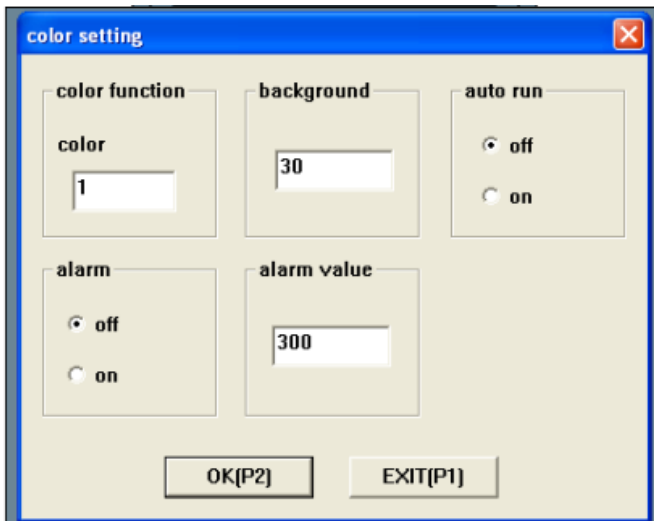 color setting
color function
color
1
background
30
auto run
off
on
alarm
off
on
alarm value
300
OK(P2)
EXIT(P1)